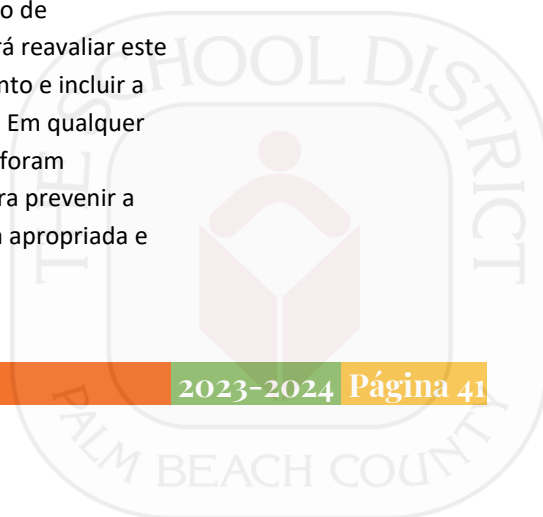 o de
rá reavaliar este
nto e incluir a
Em qualquer
foram
ra prevenir a
apropriada e
2023-2024 Página 41
THE SCHOOL DISTRICT
PALM BEACH COUNTY